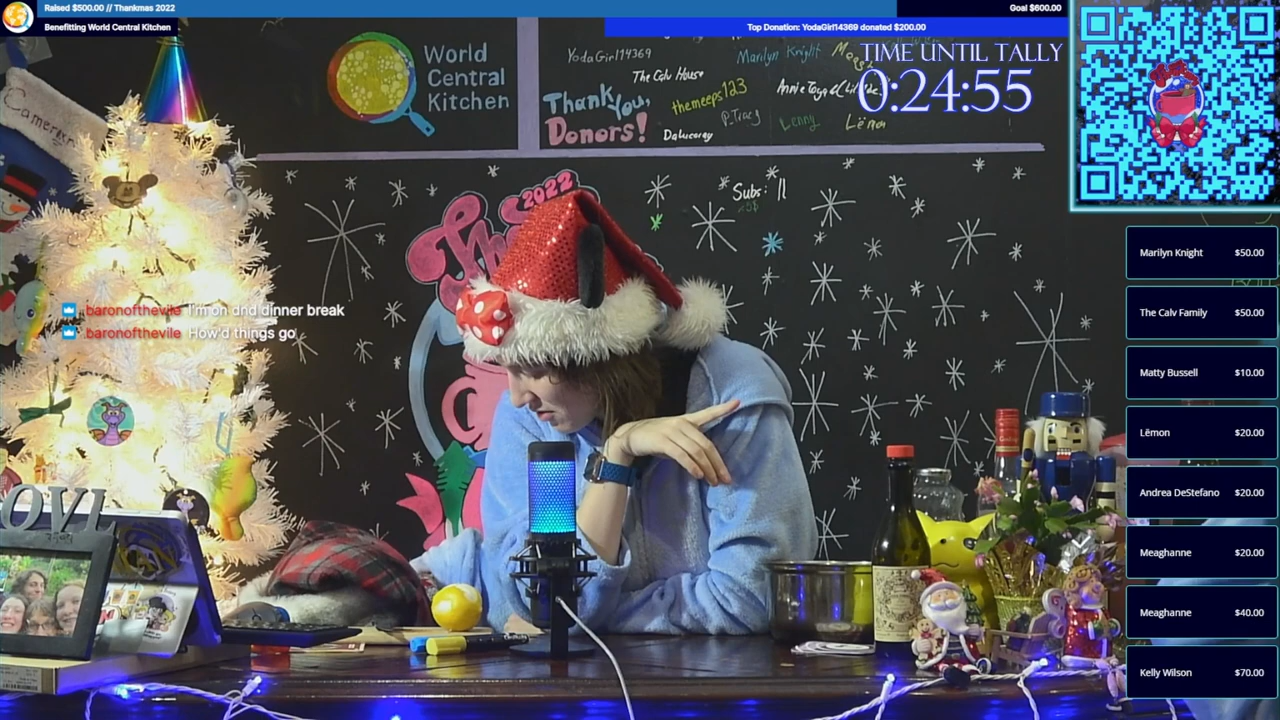 Raised $500.00 // Thankmas 2022
Goal $600.00
Benefitting World Central Kitchen
Top Donation: YodaGirl14369 donated $200.00
TIME UNTIL TALLY
0:24:55
World
Central
Kitchen
YodaGirl14369
The Calv House
Marilyn Knight
Thank
You,
Donors!
themeeps123
P. Tracy
Lenny
Dalucaray
2022
Subs: ||
Cameron
baronofthevile I'm on and dinner break
baronofthevile How'd things go
Marilyn Knight $50.00
The Calv Family $50.00
Matty Bussell $10.00
Lëmon $20.00
Andrea DeStefano $20.00
Meaghanne $20.00
Meaghanne $40.00
Kelly Wilson $70.00